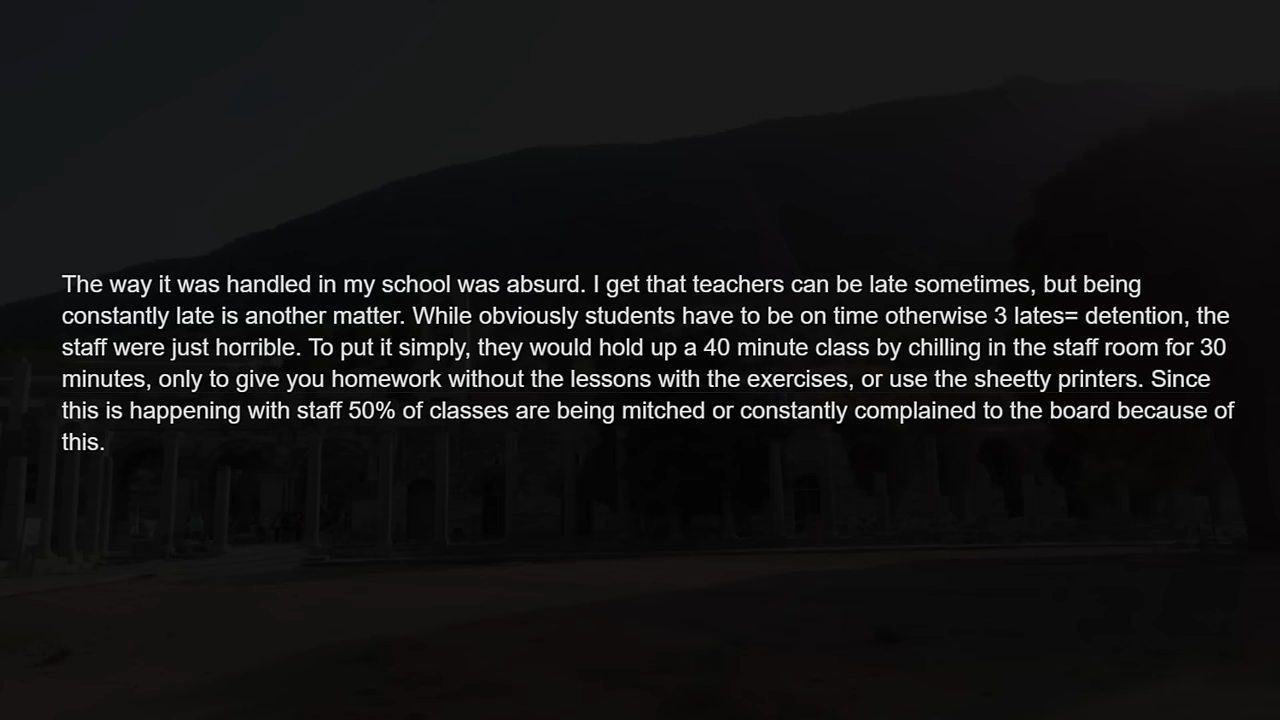 The way it was handled in my school was absurd. I get that teachers can be late sometimes, but being
constantly late is another matter. While obviously students have to be on time otherwise 3 lates= detention, the
staff were just horrible. To put it simply, they would hold up a 40 minute class by chilling in the staff room for 30
minutes, only to give you homework without the lessons with the exercises, or use the sheetty printers. Since
this is happening with staff 50% of classes are being mitched or constantly complained to the board because of
this.